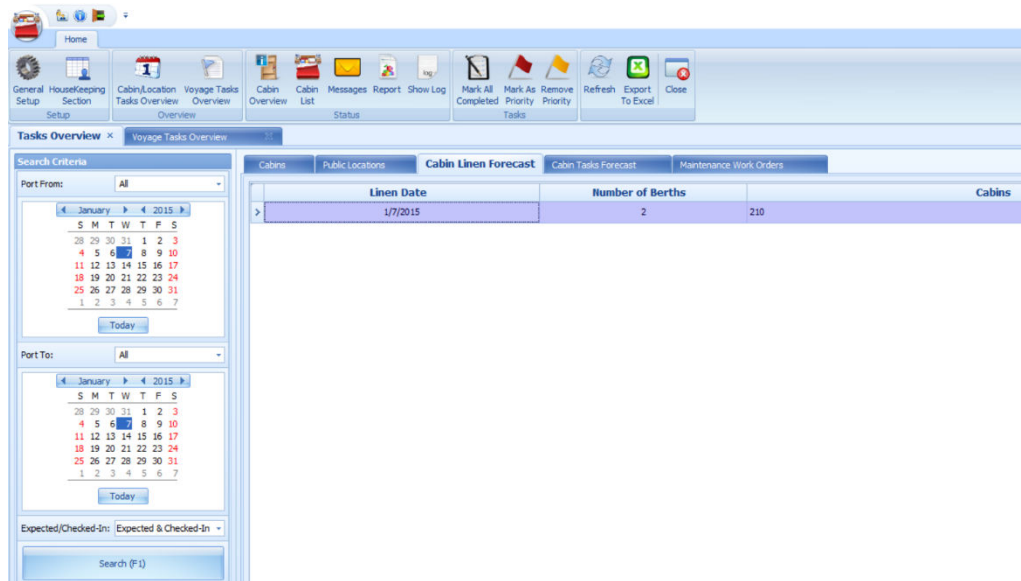 Home
General Setup
HouseKeeping Section
Cabin/Location Tasks Overview
Voyage Tasks Overview
Cabin Overview
Cabin List
Messages
Report
log
Show Log
Mark All Completed
Mark As Priority
Remove Priority
Refresh
Export To Excel
Close
Setup
Overview
Status
Tasks
Tasks Overview ×
Voyage Tasks Overview
Search Criteria
Cabins
Public Locations
Cabin Linen Forecast
Cabin Tasks Forecast
Maintenance Work Orders
Port From: All
January 2015
S M T W T F S
28 29 30 31 1 2 3
4 5 6 7 8 9 10
11 12 13 14 15 16 17
18 19 20 21 22 23 24
25 26 27 28 29 30 31
1 2 3 4 5 6 7
Today
Port To: All
January 2015
S M T W T F S
28 29 30 31 1 2 3
4 5 6 7 8 9 10
11 12 13 14 15 16 17
18 19 20 21 22 23 24
25 26 27 28 29 30 31
1 2 3 4 5 6 7
Today
Expected/Checked-In: Expected & Checked-In
Search (F1)
Linen Date Number of Berths Cabins
1/7/2015 2 210